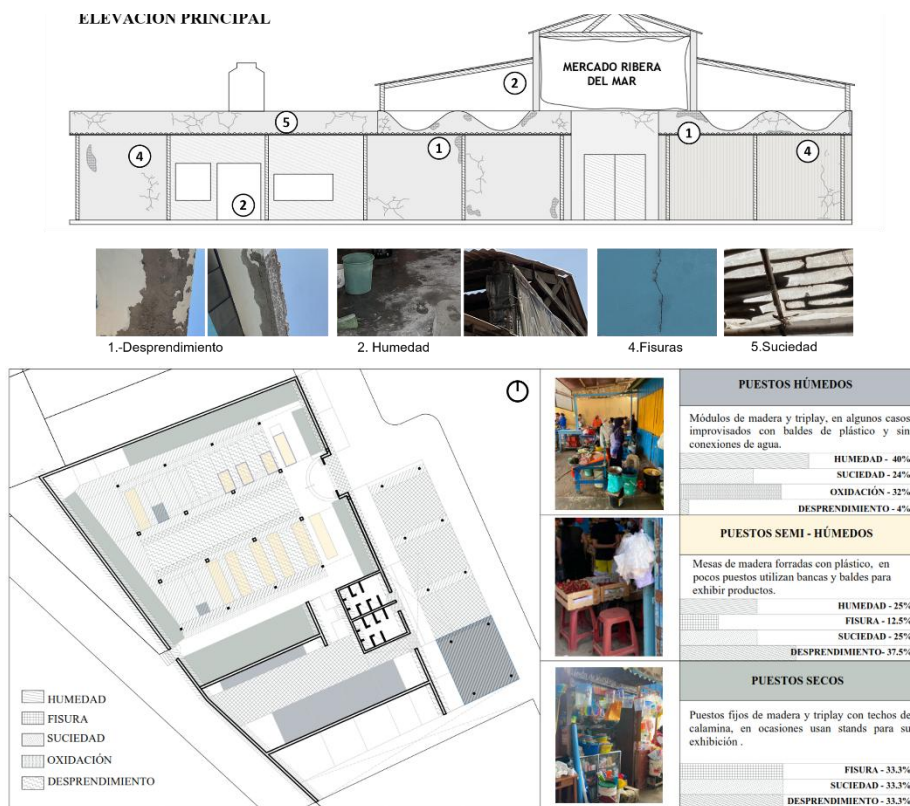 ELEVACION PRINCIPAL
MERCADO RIBERA
DEL MAR
2
5
1
1
4
4
2
1.-Desprendimiento
2. Humedad
4.Fisuras
5.Suciedad
PUESTOS HÚMEDOS
Módulos de madera y triplay, en algunos casos
improvisados con baldes de plástico y sin
conexiones de agua.
HUMEDAD - 40%
SUCIEDAD - 24%
OXIDACIÓN - 32%
DESPRENDIMIENTO - 4%
PUESTOS SEMI - HÚMEDOS
Mesas de madera forradas con plástico, en
pocos puestos utilizan bancas y baldes para
exhibir productos.
HUMEDAD - 25%
FISURA - 12.5%
SUCIEDAD - 25%
DESPRENDIMIENTO- 37.5%
PUESTOS SECOS
Puestos fijos de madera y triplay con techos de
calamina, en ocasiones usan stands para su
exhibición .
FISURA - 33.3%
SUCIEDAD - 33.3%
DESPRENDIMIENTO - 33.3%
HUMEDAD
FISURA
SUCIEDAD
OXIDACIÓN
DESPRENDIMIENTO